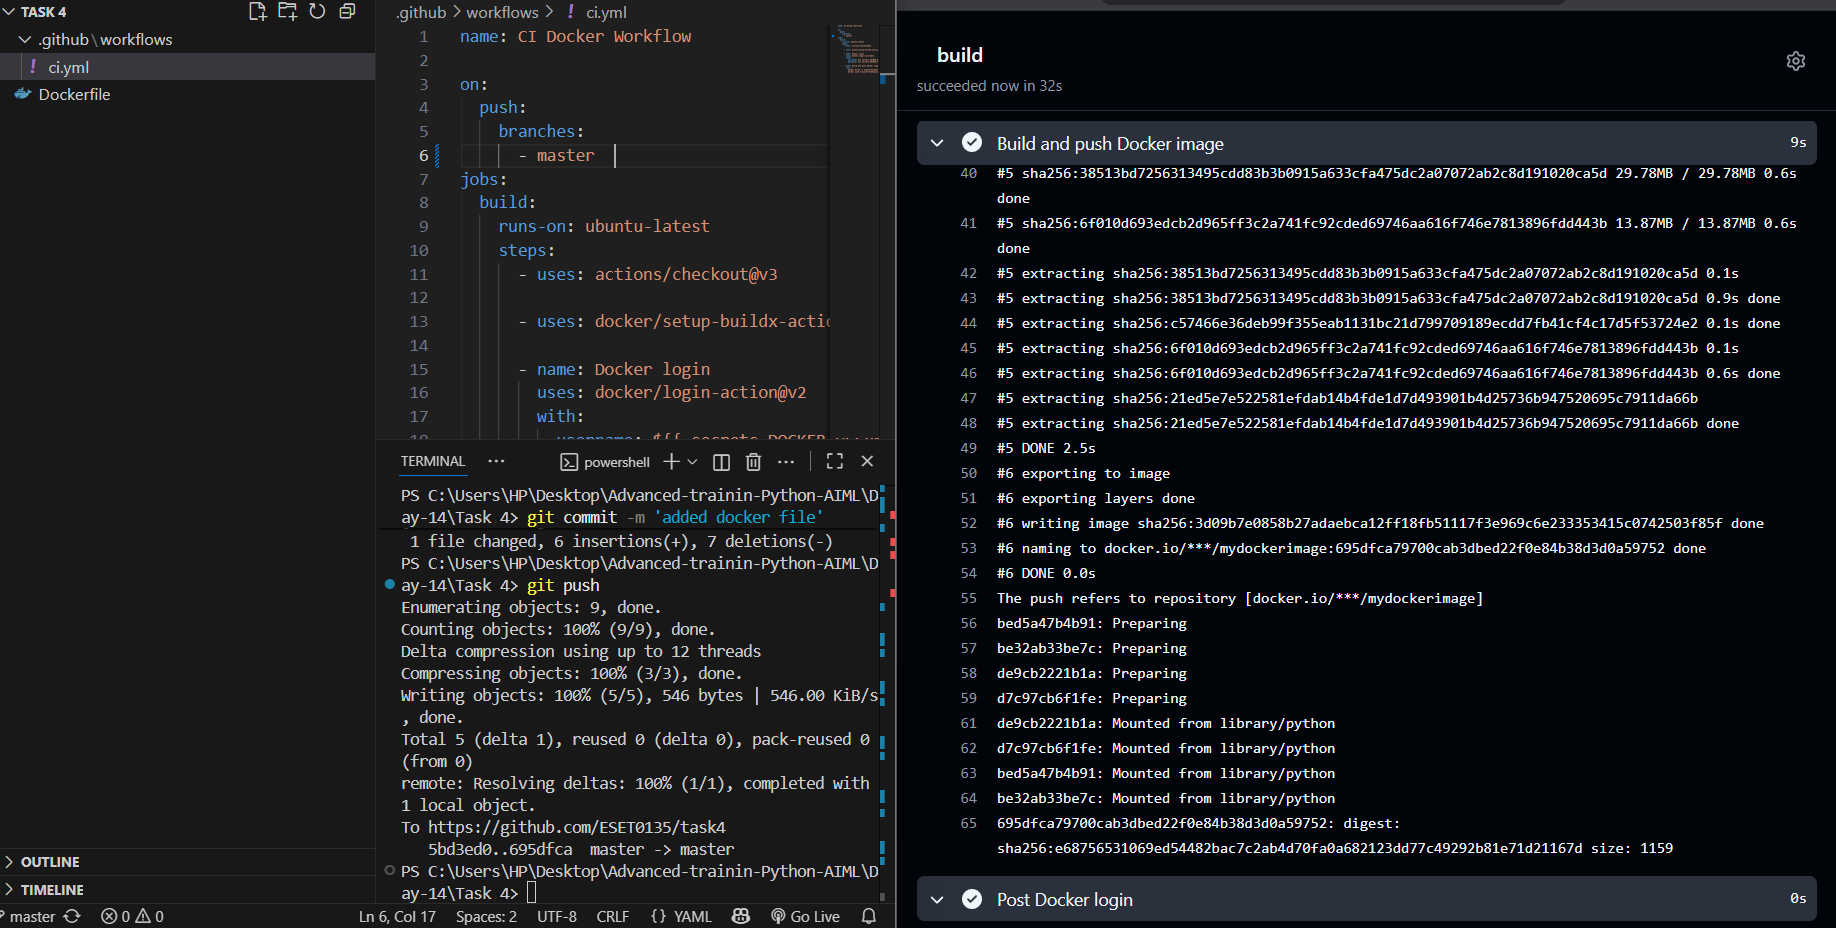 TASK 4
.github\workflows
! ci.yml
Dockerfile
OUTLINE
TIMELINE
.github > workflows > ! ci.yml
1 name: CI Docker Workflow
2
3 on:
4 push:
5 branches:
6 - master
7 jobs:
8 build:
9 runs-on: ubuntu-latest
10 steps:
11 - uses: actions/checkout@v3
12
13 - uses: docker/setup-buildx-actio
14
15 - name: Docker login
16 uses: docker/login-action@v2
17 with:
TERMINAL ··· powershell
PS C:\Users\HP\Desktop\Advanced-trainin-Python-AIML\D
ay-14\Task 4> git commit -m 'added docker file'
1 file changed, 6 insertions(+), 7 deletions(-)
PS C:\Users\HP\Desktop\Advanced-trainin-Python-AIML\D
ay-14\Task 4> git push
Enumerating objects: 9, done.
Counting objects: 100% (9/9), done.
Delta compression using up to 12 threads
Compressing objects: 100% (3/3), done.
Writing objects: 100% (5/5), 546 bytes | 546.00 KiB/s
, done.
Total 5 (delta 1), reused 0 (delta 0), pack-reused 0
(from 0)
remote: Resolving deltas: 100% (1/1), completed with
1 local object.
To https://github.com/ESET0135/task4
5bd3ed0..695dfca master -> master
PS C:\Users\HP\Desktop\Advanced-trainin-Python-AIML\D
ay-14\Task 4>
master 0 0 Ln 6, Col 17 Spaces: 2 UTF-8 CRLF {} YAML Go Live
build
succeeded now in 32s
Build and push Docker image 9s
40 #5 sha256:38513bd7256313495cdd83b3b0915a633cfa475dc2a07072ab2c8d191020ca5d 29.78MB / 29.78MB 0.6s
done
41 #5 sha256:6f010d693edcb2d965ff3c2a741fc92cded69746aa616f746e7813896fdd443b 13.87MB / 13.87MB 0.6s
done
42 #5 extracting sha256:38513bd7256313495cdd83b3b0915a633cfa475dc2a07072ab2c8d191020ca5d 0.1s
43 #5 extracting sha256:38513bd7256313495cdd83b3b0915a633cfa475dc2a07072ab2c8d191020ca5d 0.9s done
44 #5 extracting sha256:c57466e36deb99f355eab1131bc21d799709189ecdd7fb41cf4c17d5f53724e2 0.1s done
45 #5 extracting sha256:6f010d693edcb2d965ff3c2a741fc92cded69746aa616f746e7813896fdd443b 0.1s
46 #5 extracting sha256:6f010d693edcb2d965ff3c2a741fc92cded69746aa616f746e7813896fdd443b 0.6s done
47 #5 extracting sha256:21ed5e7e522581efdab14b4fde1d7d493901b4d25736b947520695c7911da66b
48 #5 extracting sha256:21ed5e7e522581efdab14b4fde1d7d493901b4d25736b947520695c7911da66b done
49 #5 DONE 2.5s
50 #6 exporting to image
51 #6 exporting layers done
52 #6 writing image sha256:3d09b7e0858b27adaebca12ff18fb51117f3e969c6e233353415c0742503f85f done
53 #6 naming to docker.io/***/mydockerimage:695dfca79700cab3dbed22f0e84b38d3d0a59752 done
54 #6 DONE 0.0s
55 The push refers to repository [docker.io/***/mydockerimage]
56 bed5a47b4b91: Preparing
57 be32ab33be7c: Preparing
58 de9cb2221b1a: Preparing
59 d7c97cb6f1fe: Preparing
61 de9cb2221b1a: Mounted from library/python
62 d7c97cb6f1fe: Mounted from library/python
63 bed5a47b4b91: Mounted from library/python
64 be32ab33be7c: Mounted from library/python
65 695dfca79700cab3dbed22f0e84b38d3d0a59752: digest:
sha256:e68756531069ed54482bac7c2ab4d70fa0a682123dd77c49292b81e71d21167d size: 1159
Post Docker login 0s